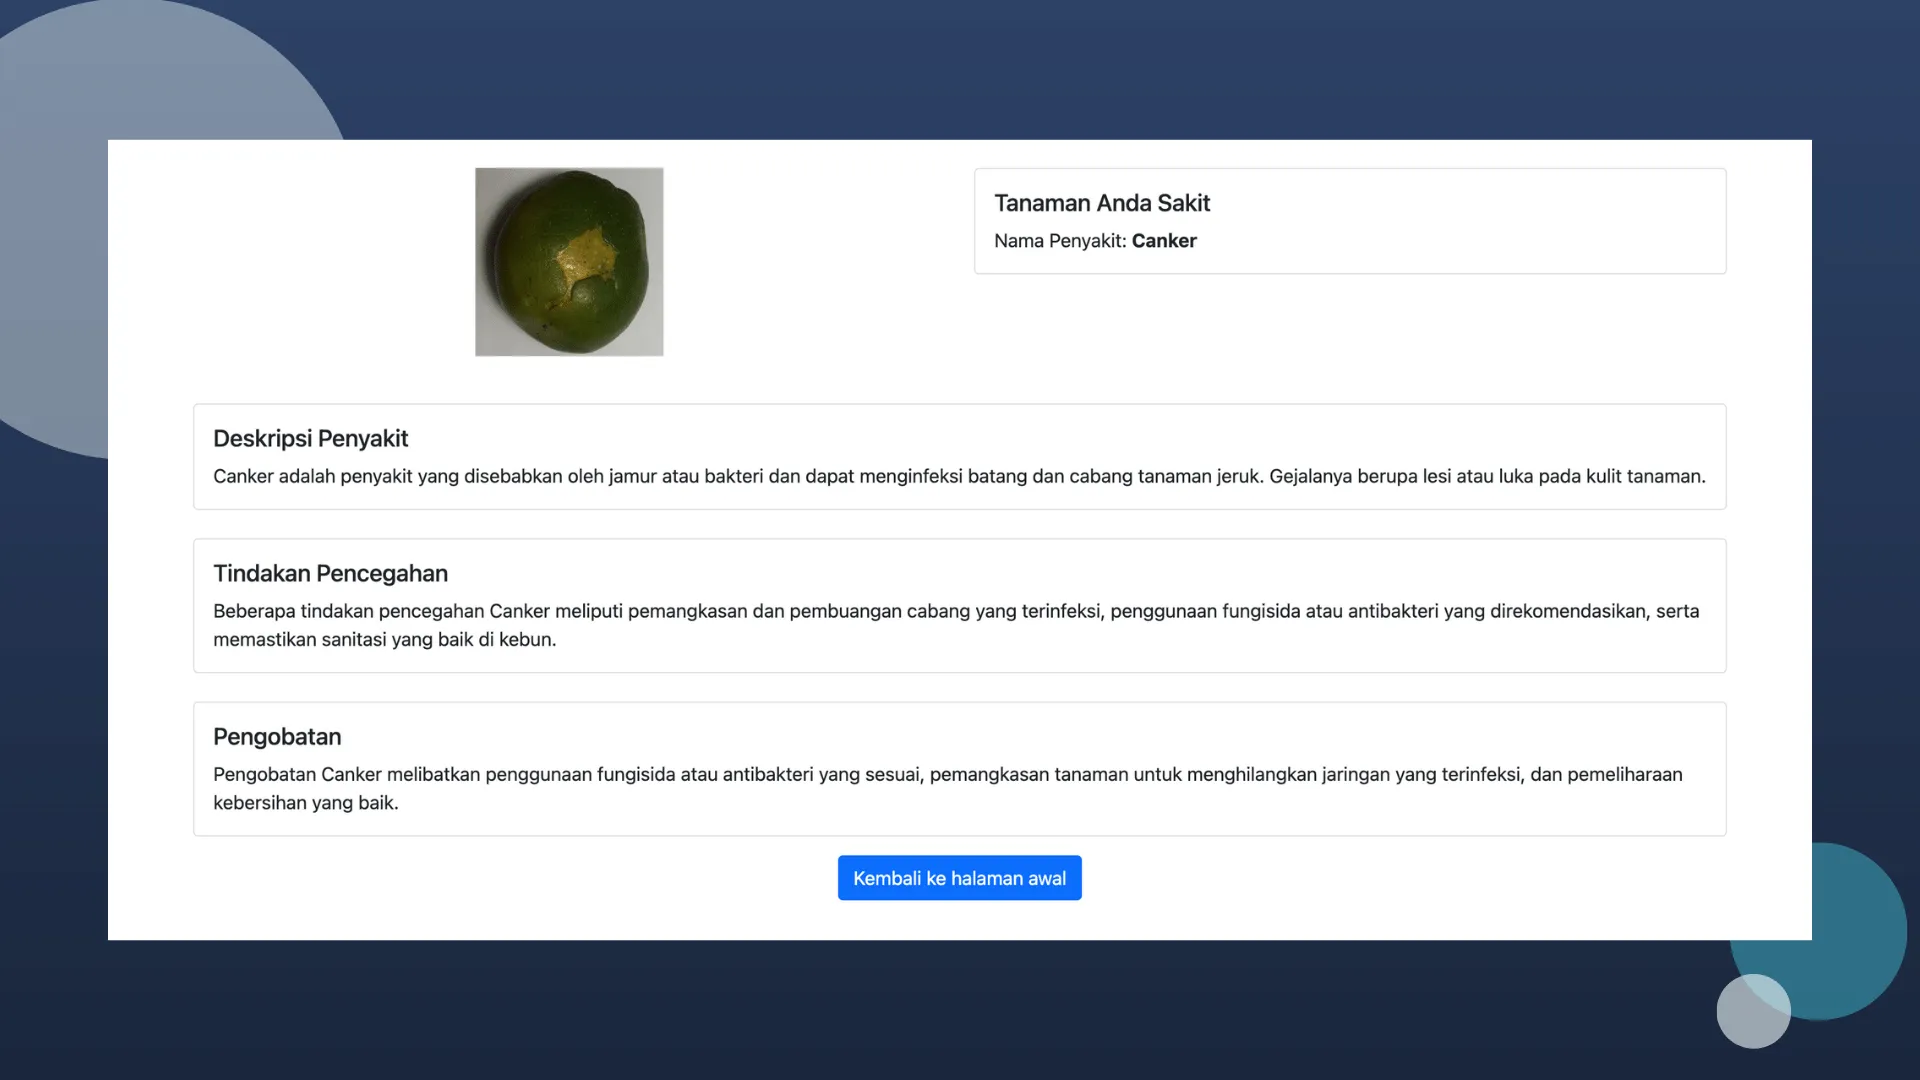 Tanaman Anda Sakit
Nama Penyakit: Canker
Deskripsi Penyakit
Canker adalah penyakit yang disebabkan oleh jamur atau bakteri dan dapat menginfeksi batang dan cabang tanaman jeruk. Gejalanya berupa lesi atau luka pada kulit tanaman.
Tindakan Pencegahan
Beberapa tindakan pencegahan Canker meliputi pemangkasan dan pembuangan cabang yang terinfeksi, penggunaan fungisida atau antibakteri yang direkomendasikan, serta
memastikan sanitasi yang baik di kebun.
Pengobatan
Pengobatan Canker melibatkan penggunaan fungisida atau antibakteri yang sesuai, pemangkasan tanaman untuk menghilangkan jaringan yang terinfeksi, dan pemeliharaan
kebersihan yang baik.
Kembali ke halaman awal